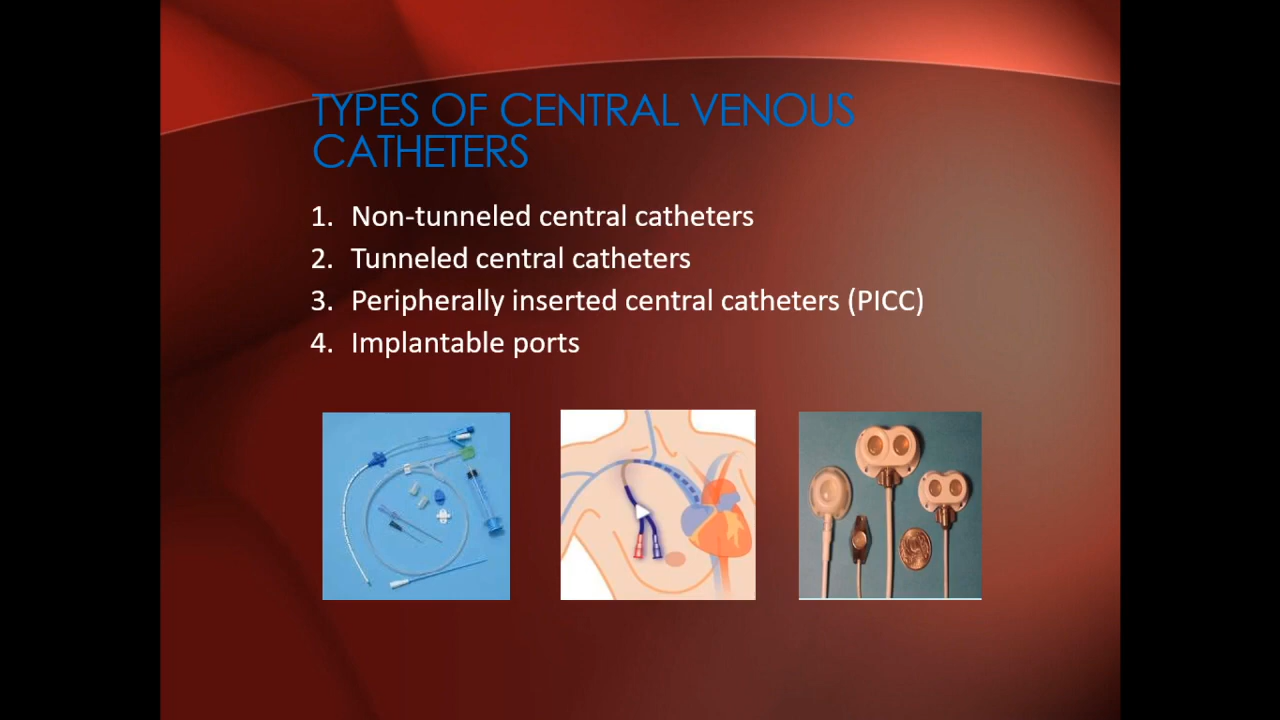 TYPES OF CENTRAL VENOUS
CATHETERS
1. Non-tunneled central catheters
2. Tunneled central catheters
3. Peripherally inserted central catheters (PICC)
4. Implantable ports